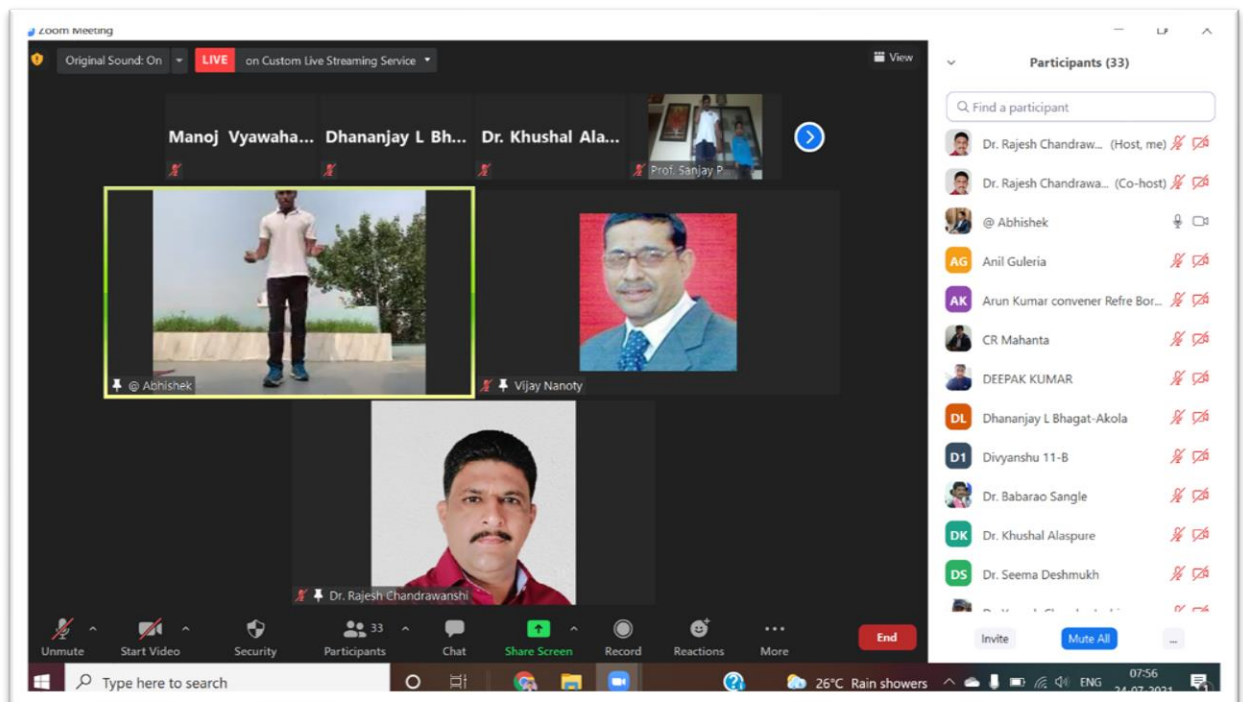 Zoom Meeting
Original Sound: On
LIVE on Custom Live Streaming Service
View
Manoj Vyawaha...
Dhananjay L Bh...
Dr. Khushal Ala...
Prof. Sanjay P...
@ Abhishek
Vijay Nanoty
Dr. Rajesh Chandrawanshi
Unmute
Start Video
Security
33
Participants
Chat
Share Screen
Record
Reactions
More
End
Participants (33)
Find a participant
Dr. Rajesh Chandraw... (Host, me)
Dr. Rajesh Chandrawa... (Co-host)
@ Abhishek
AG Anil Guleria
AK Arun Kumar convener Refre Bor...
CR Mahanta
DEEPAK KUMAR
DL Dhananjay L Bhagat-Akola
D1 Divyanshu 11-B
Dr. Babarao Sangle
DK Dr. Khushal Alaspure
DS Dr. Seema Deshmukh
Invite
Mute All
...
Type here to search
26°C Rain showers
ENG
07:56
24-07-2021